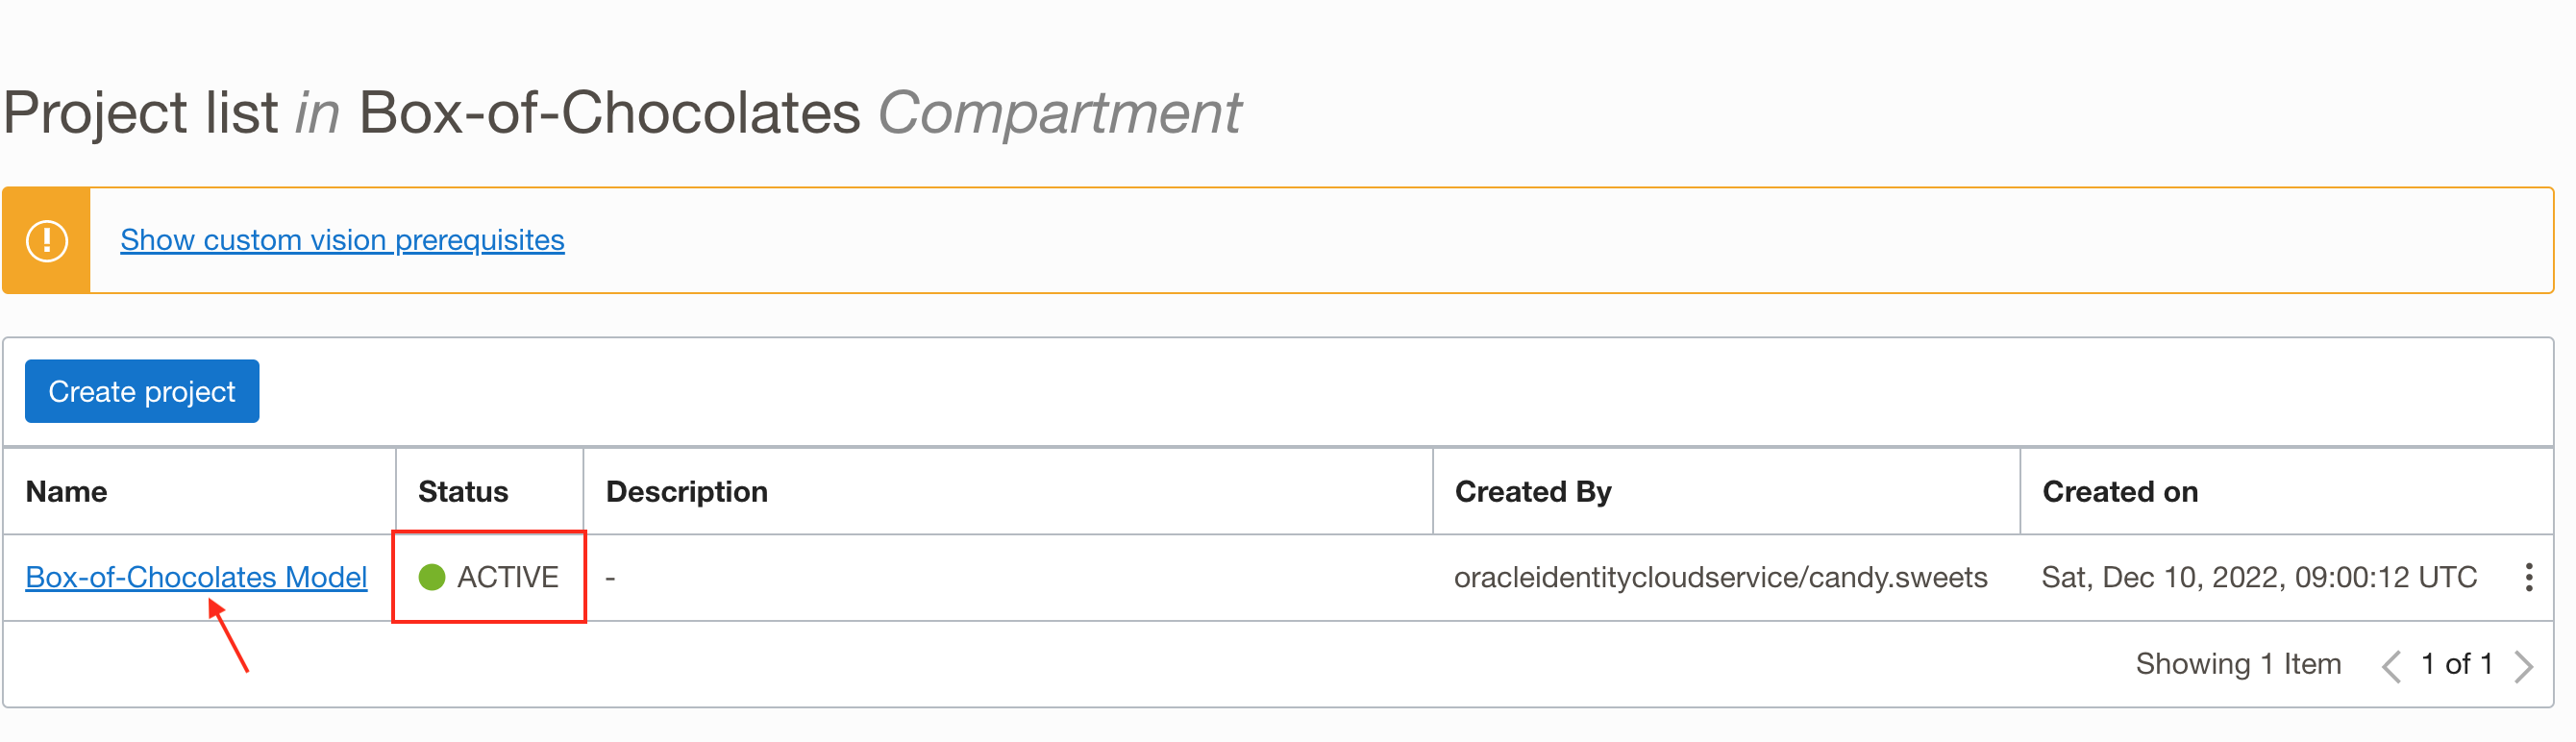 Project list in Box-of-Chocolates Compartment
Show custom vision prerequisites
Create project
Name Status Description Created By Created on
Box-of-Chocolates Model ACTIVE - oracleidentitycloudservice/candy.sweets Sat, Dec 10, 2022, 09:00:12 UTC
Showing 1 Item 1 of 1